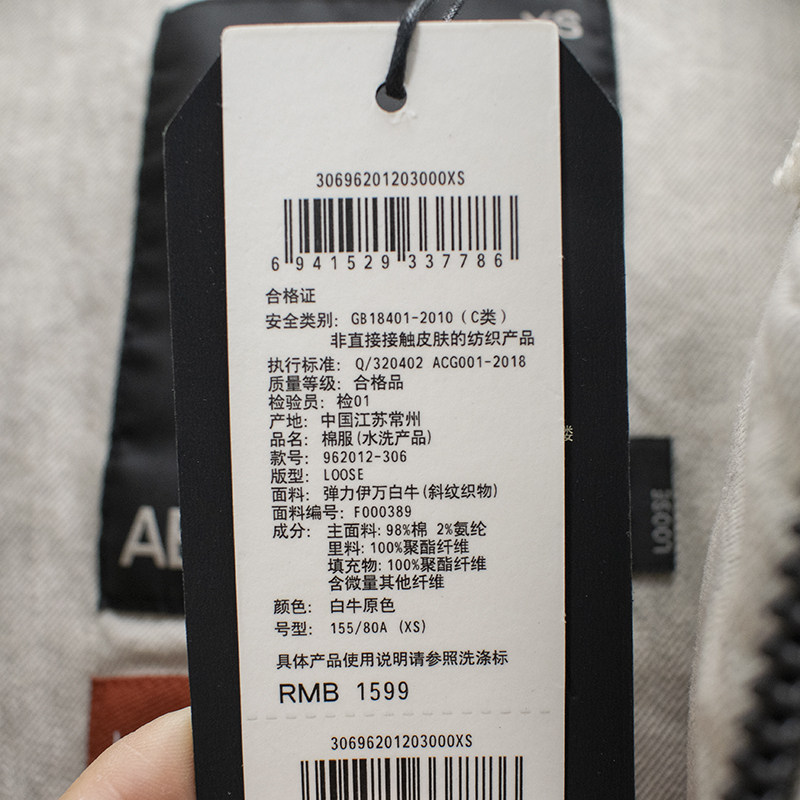 XS
30696201203000XS
6 941529 337786
合格证
安全类别: GB18401-2010 (C类)
非直接接触皮肤的纺织产品
执行标准: Q/320402 ACG001-2018
质量等级: 合格品
检验员: 检01
产地: 中国江苏常州
品名: 棉服(水洗产品)
款号: 962012-306
版型: LOOSE
面料: 弹力伊万白牛(斜纹织物)
面料编号: F000389
成分: 主面料: 98%棉 2%氨纶
里料: 100%聚酯纤维
填充物: 100%聚酯纤维
含微量其他纤维
颜色: 白牛原色
号型: 155/80A (XS)
具体产品使用说明请参照洗涤标
RMB 1599
30696201203000XS
LOOSE